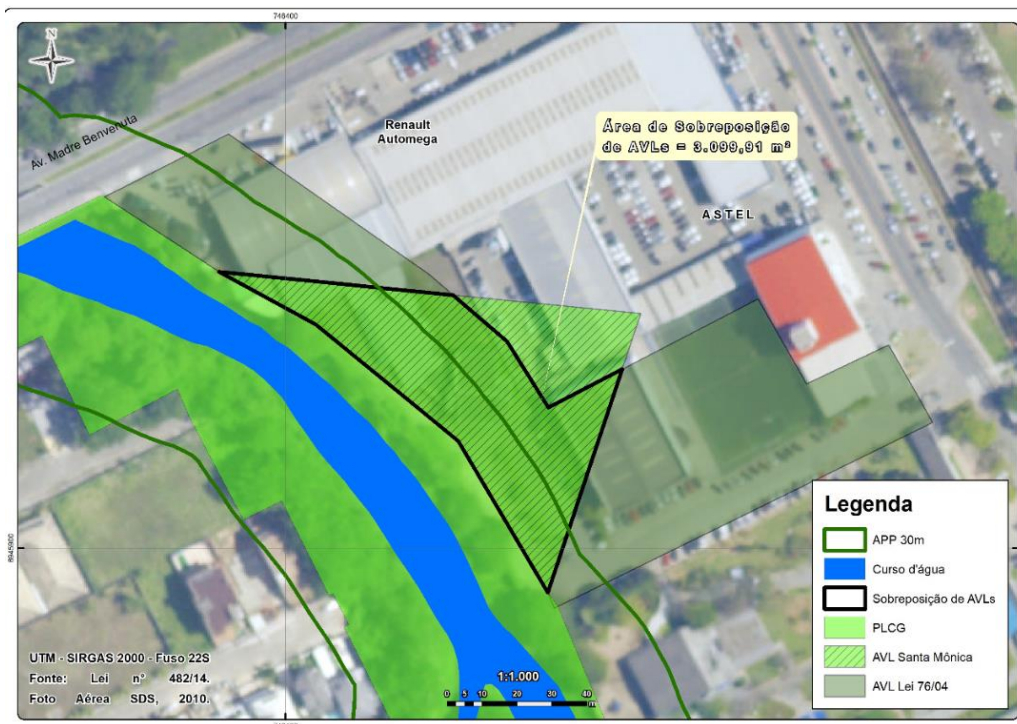 746400
N
Av. Madre Benvenuta
Renault
Automega
Área de Sobreposição
de AVLs = 3.099,91 m²
ASTEL
Legenda
APP 30m
Curso d'água
Sobreposição de AVLs
PLCG
AVL Santa Mônica
AVL Lei 76/04
UTM - SIRGAS 2000 - Fuso 22S
Fonte: Lei n° 482/14.
Foto Aérea SDS, 2010.
1:1.000
0 5 10 20 30 40
m